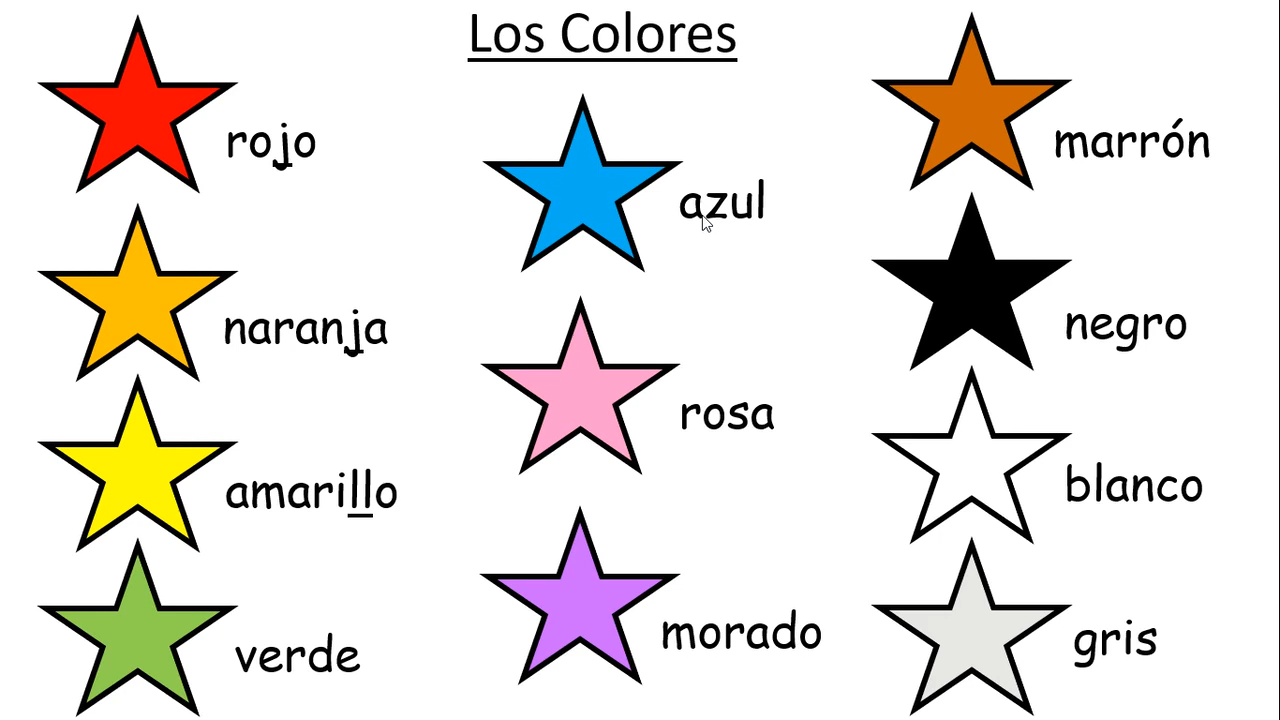 Los Colores
rojo
naranja
amarillo
verde
azul
rosa
morado
marrón
negro
blanco
gris